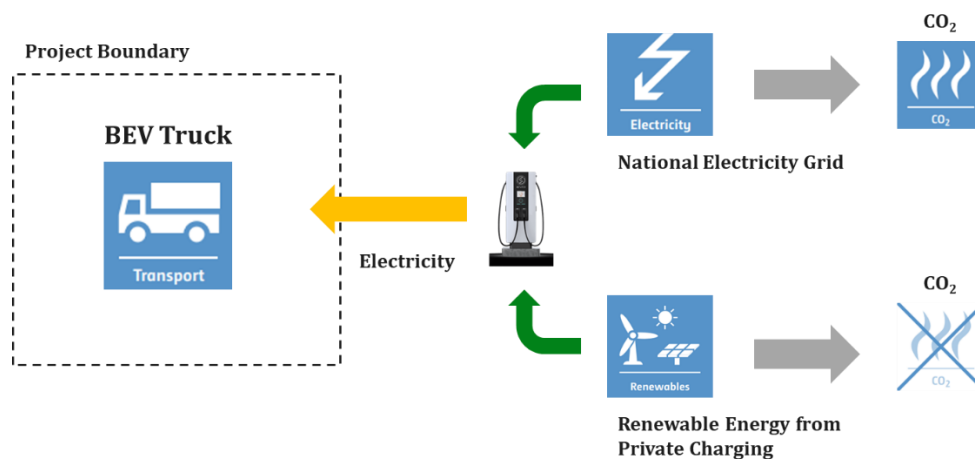 Project Boundary
BEV Truck
Transport
Electricity
Electricity
National Electricity Grid
CO₂
CO₂
Renewables
Renewable Energy from
Private Charging
CO₂
CO₂